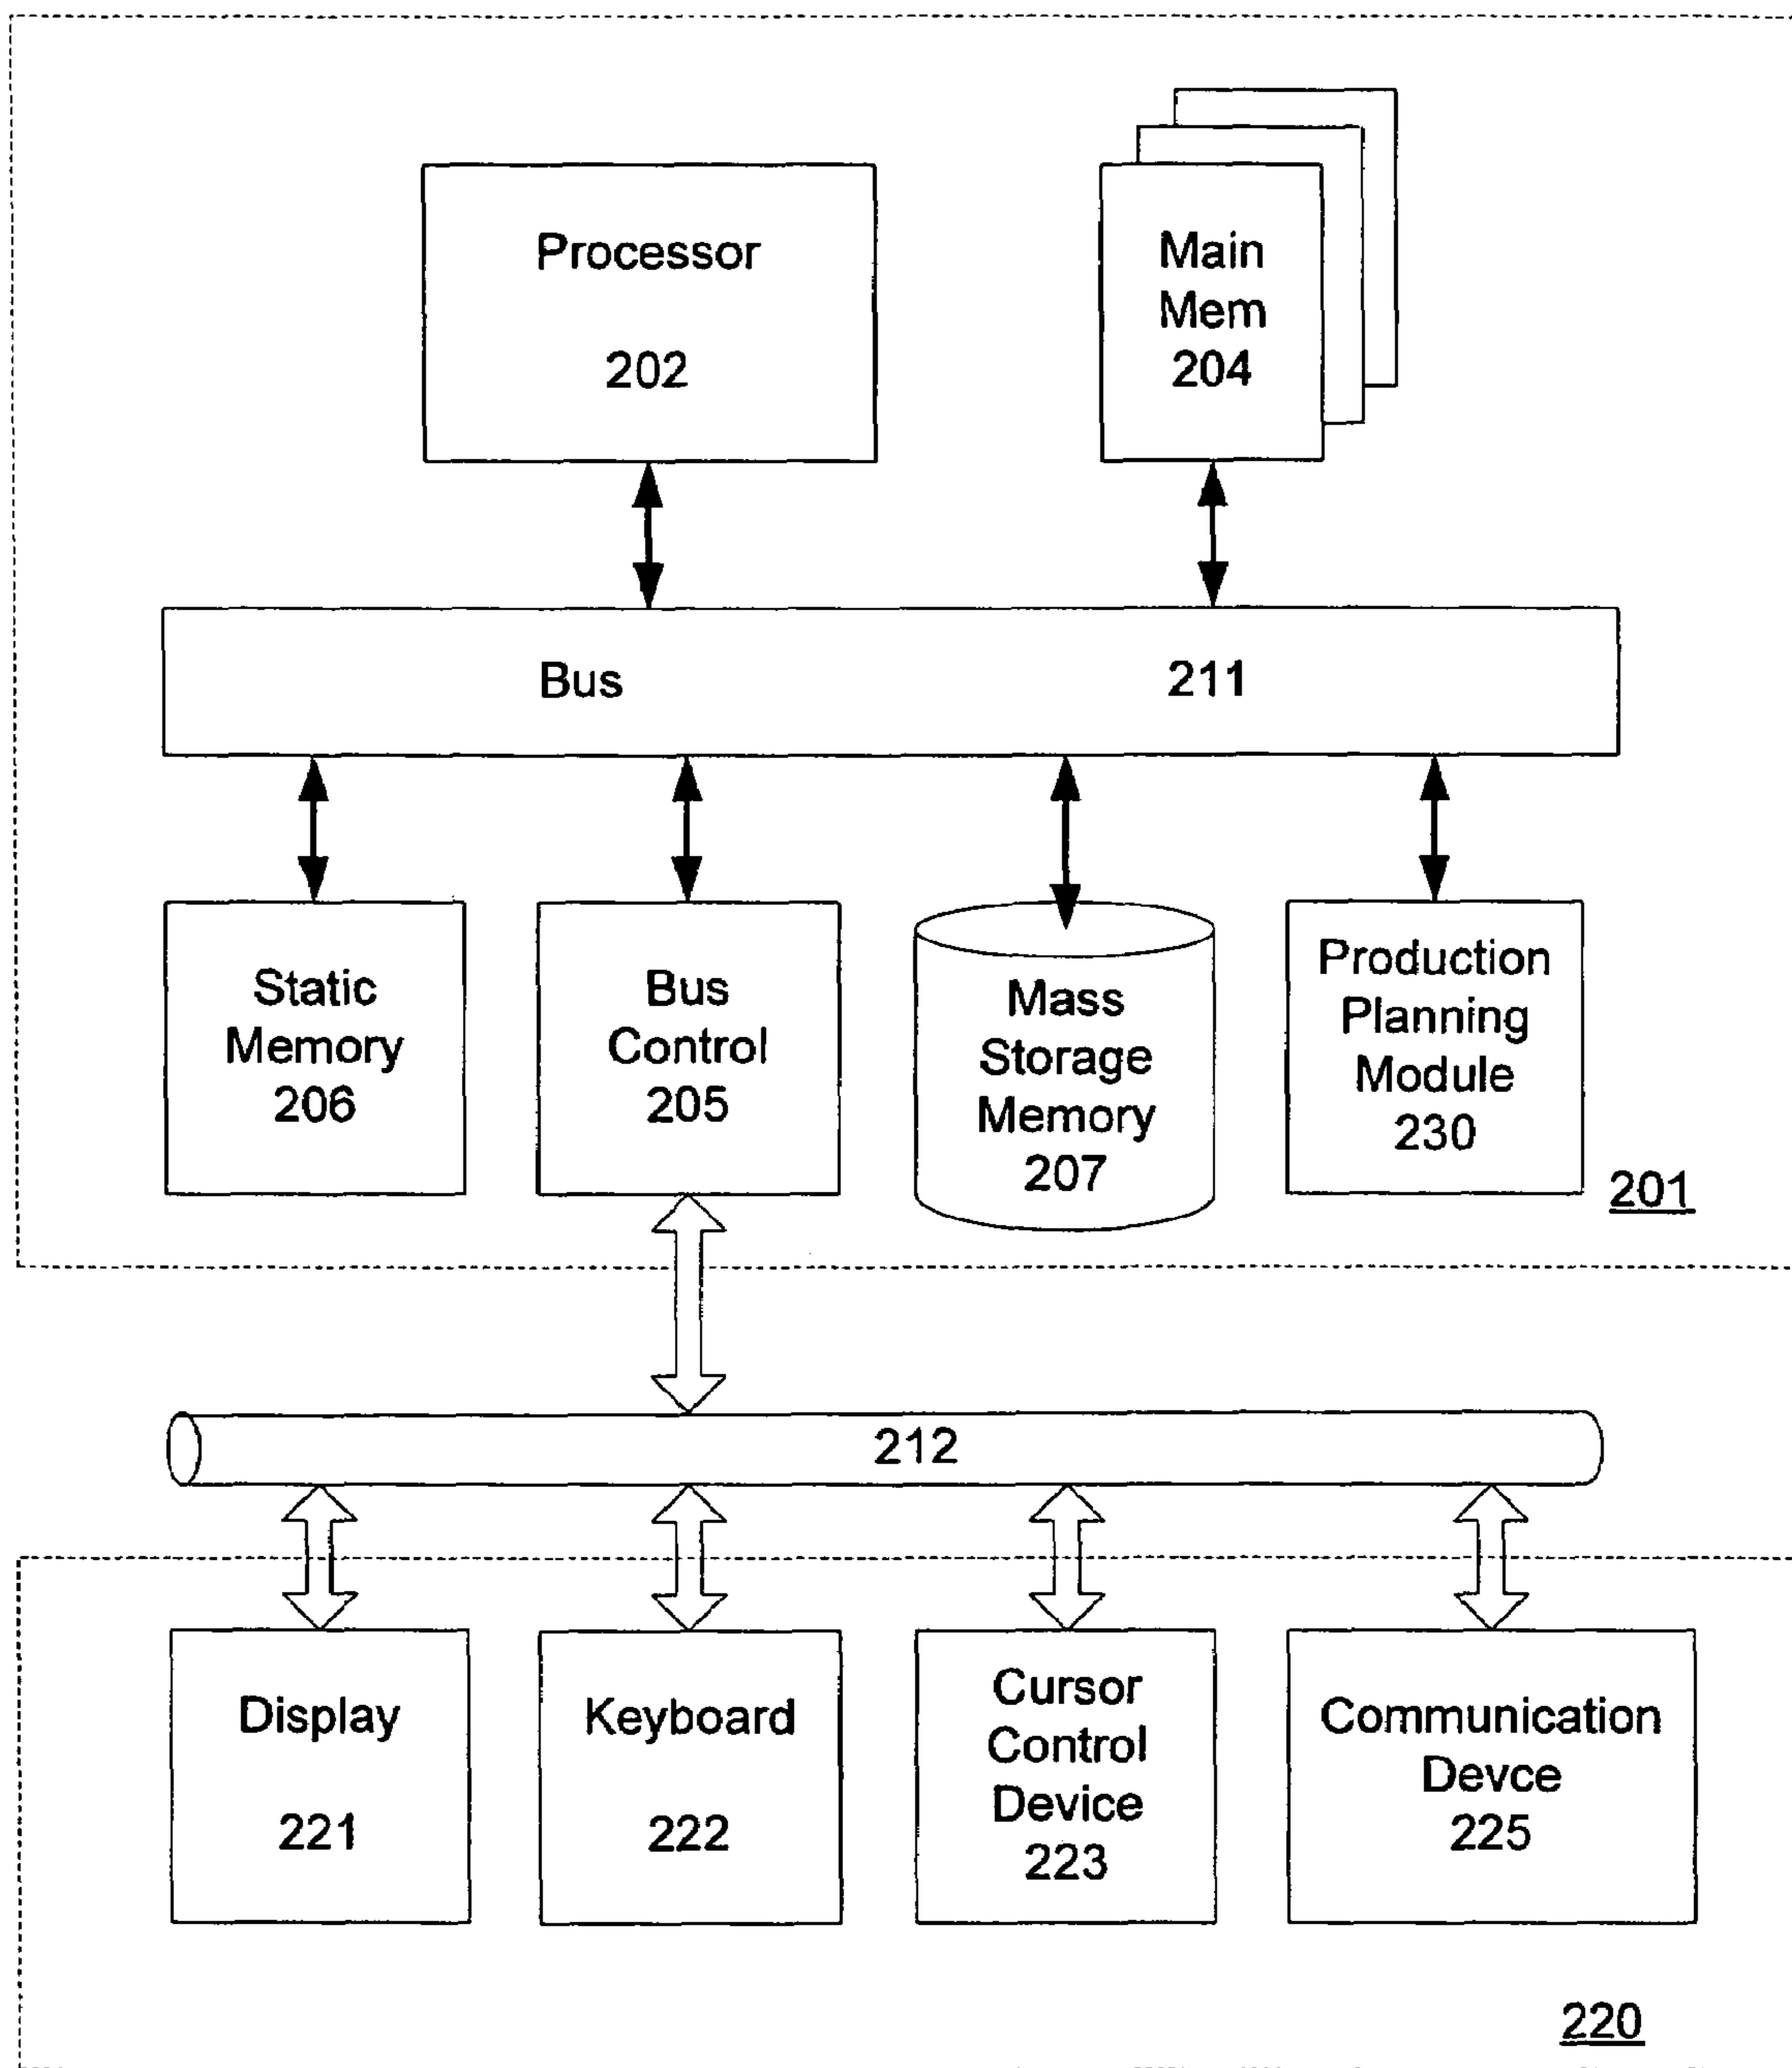 Processor
202
Main
Mem
204
Bus 211
Static
Memory
206
Bus
Control
205
Mass
Storage
Memory
207
Production
Planning
Module
230
201
212
Display
221
Keyboard
222
Cursor
Control
Device
223
Communication
Devce
225
220